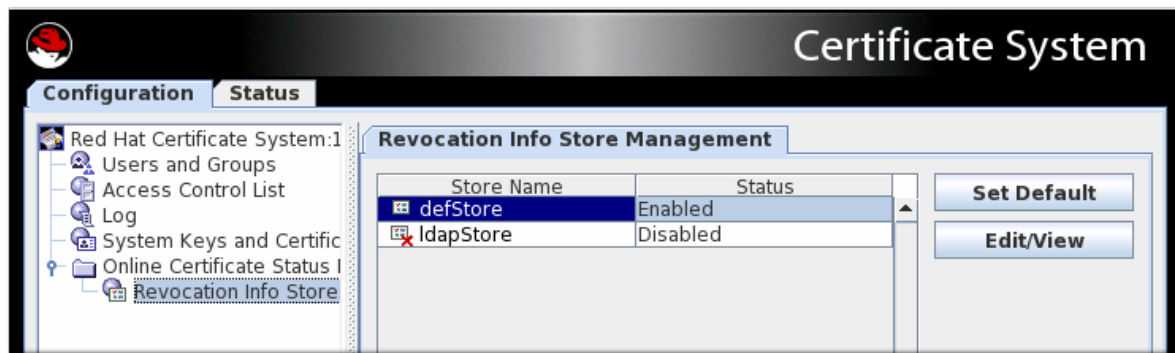 Certificate System
Configuration Status
Red Hat Certificate System:1
Users and Groups
Access Control List
Log
System Keys and Certific
Online Certificate Status
Revocation Info Store
Revocation Info Store Management
Store Name Status
defStore Enabled
ldapStore Disabled
Set Default
Edit/View